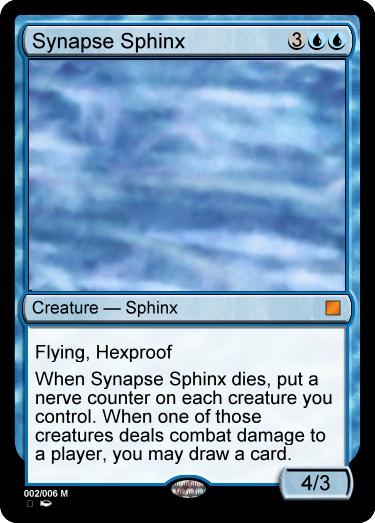 Synapse Sphinx 3
Creature — Sphinx
Flying, Hexproof
When Synapse Sphinx dies, put a
nerve counter on each creature you
control. When one of those
creatures deals combat damage to
a player, you may draw a card.
4/3
002/006 M